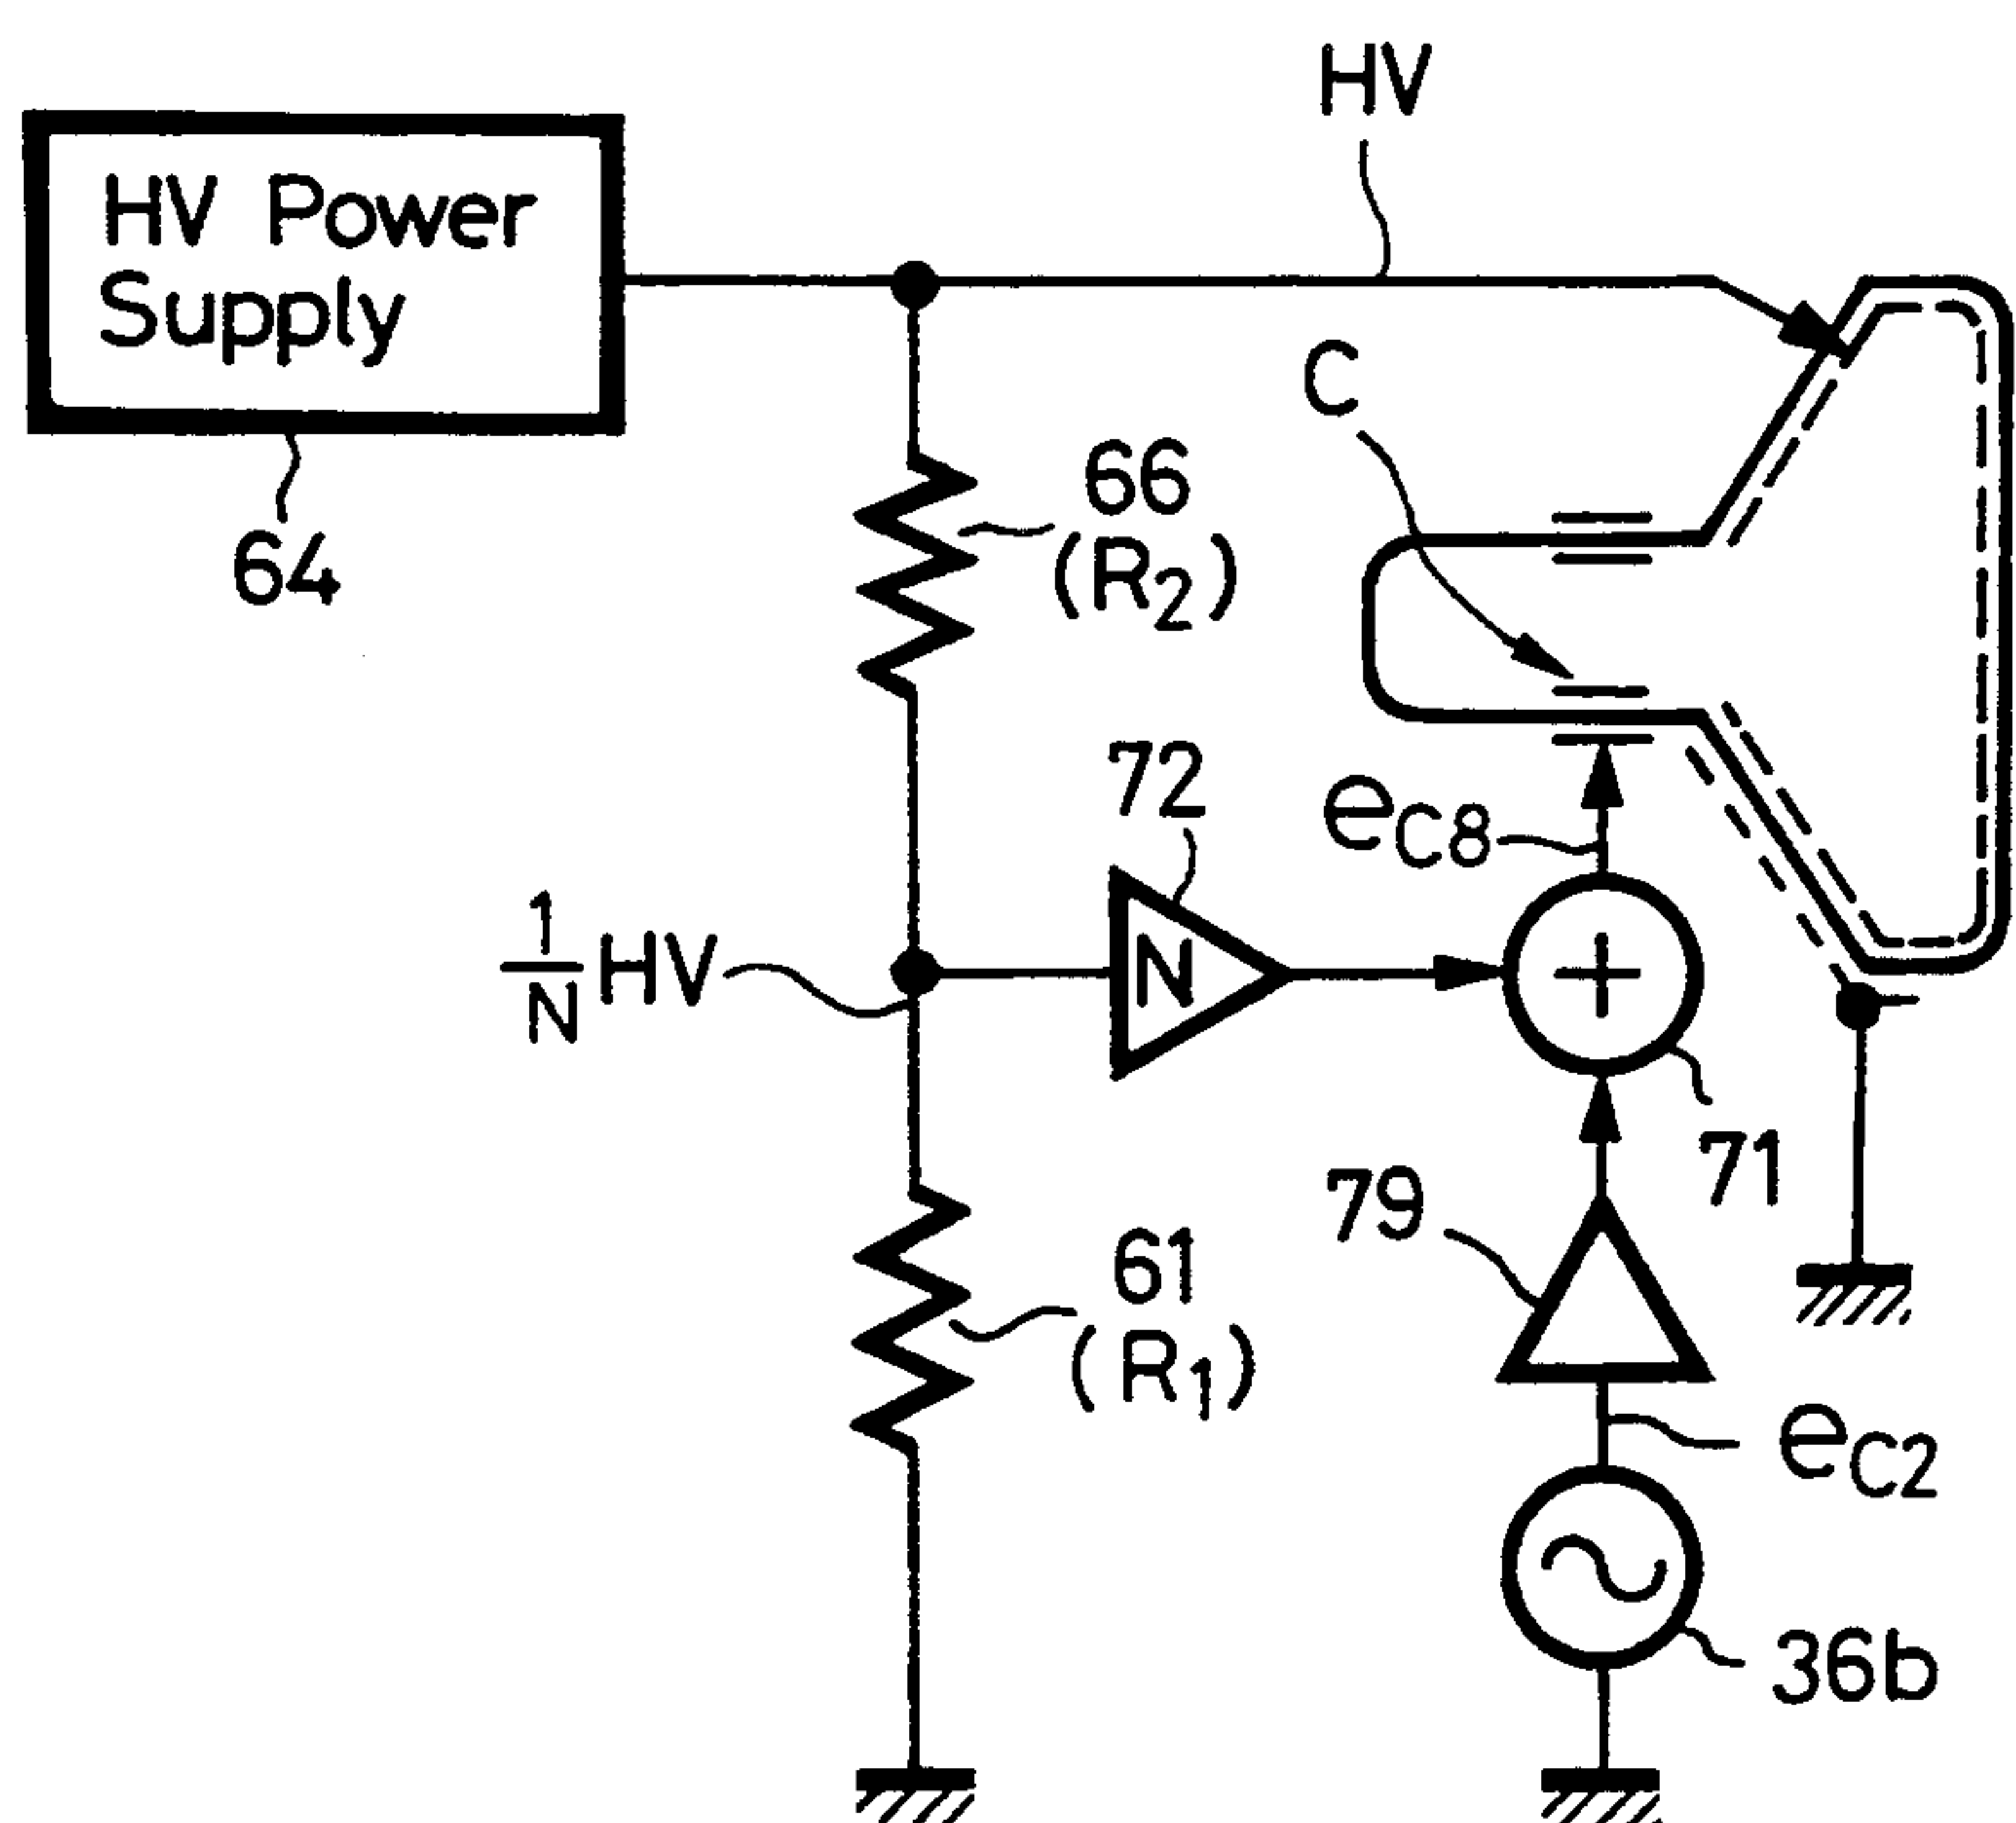 HV
HV Power
Supply
64
C
66
(R2)
72
eC8
1/N HV
N
+
71
79
61
(R1)
eC2
36b